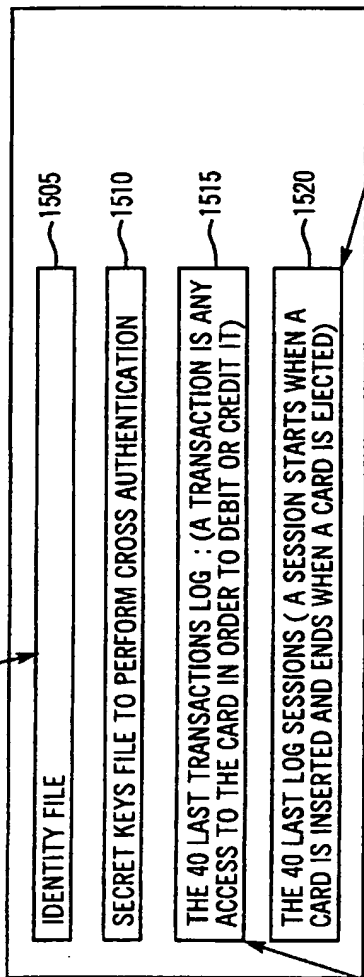 IDENTITY FILE
1505
SECRET KEYS FILE TO PERFORM CROSS AUTHENTICATION
1510
THE 40 LAST TRANSACTIONS LOG : (A TRANSACTION IS ANY
ACCESS TO THE CARD IN ORDER TO DEBIT OR CREDIT IT)
1515
THE 40 LAST LOG SESSIONS ( A SESSION STARTS WHEN A
CARD IS INSERTED AND ENDS WHEN A CARD IS EJECTED)
1520